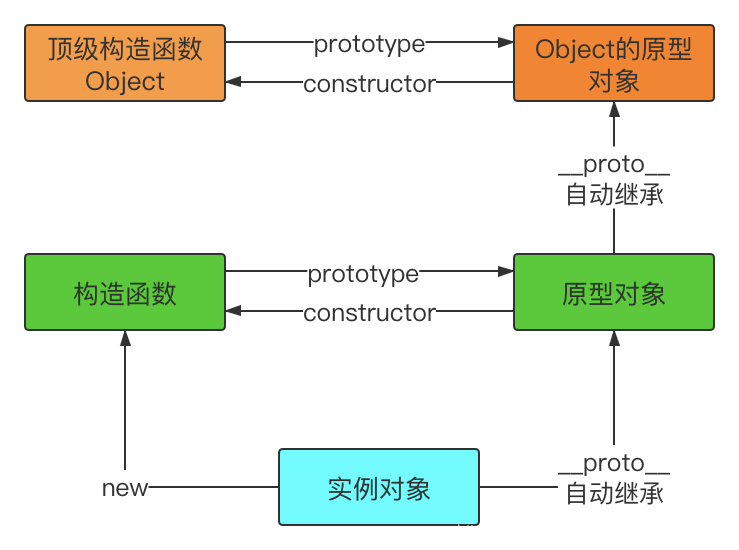 顶级构造函数
Object
prototype
constructor
Object的原型
对象
__proto__
自动继承
构造函数
prototype
constructor
原型对象
new
实例对象
__proto__
自动继承